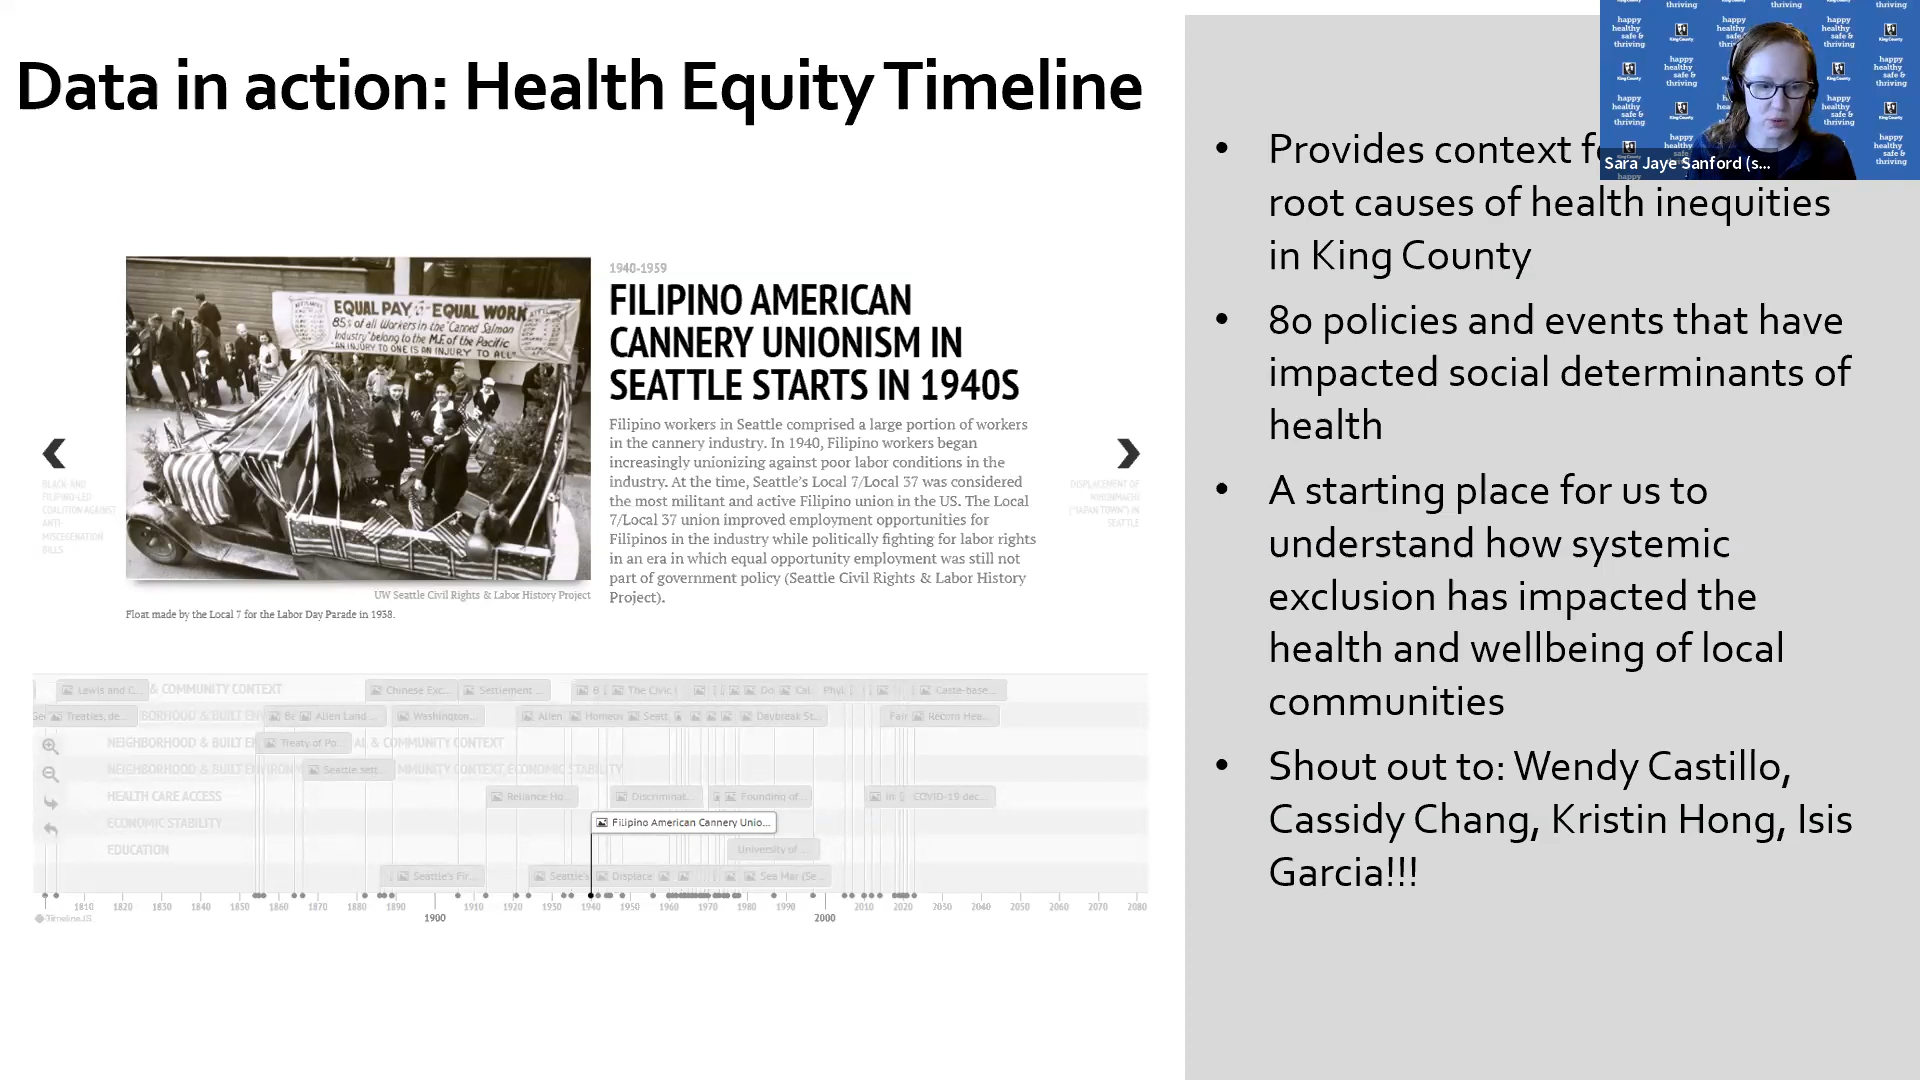 Data in action: Health Equity Timeline
1940-1959
FILIPINO AMERICAN
CANNERY UNIONISM IN
SEATTLE STARTS IN 1940S
Filipino workers in Seattle comprised a large portion of workers
in the cannery industry. In 1940, Filipino workers began
increasingly unionizing against poor labor conditions in the
industry. At the time, Seattle's Local 7/Local 37 was considered
the most militant and active Filipino union in the US. The Local
7/Local 37 union improved employment opportunities for
Filipinos in the industry while politically fighting for labor rights
in an era in which equal opportunity employment was still not
part of government policy (Seattle Civil Rights & Labor History
Project).
EQUAL PAY for EQUAL WORK
85% of all Workers in the "Canned Salmon
Industry" belong to the M.E. of the Pacific
"AN INJURY TO ONE IS AN INJURY TO ALL"
UW Seattle Civil Rights & Labor History Project
Float made by the Local 7 for the Labor Day Parade in 1938.
BLACK- AND
FILIPINO-LED
COALITION AGAINST
ANTI-
MISCEGENATION
BILLS
DISPLACEMENT OF
NIHONMACHI
("JAPAN TOWN") IN
SEATTLE
Lewis and C... & COMMUNITY CONTEXT Chinese Exc... Settlement ... The Civic Do Cal Phyl Caste-base...
Treaties, de... Allen Land ... Washington... Allen Homeow Seatt Daybreak St... Fair Record Hea...
NEIGHBORHOOD & BUILT Treaty of Po... & COMMUNITY CONTEXT
NEIGHBORHOOD & BUILT ENVIRONM Seattle sett... MMUNITY CONTEXT, ECONOMIC STABILITY
HEALTH CARE ACCESS Reliance Ho... Discriminat... Founding of... In COVID-19 dec...
ECONOMIC STABILITY Filipino American Cannery Unio...
EDUCATION University of ...
Seattle's Fir... Seattle's Displace Sea Mar (Se...
1810 1820 1830 1840 1850 1860 1870 1880 1890 1900 1910 1920 1930 1940 1950 1960 1970 1980 1990 2000 2010 2020 2030 2040 2050 2060 2070 2080
TimelineJS
• Provides context f
root causes of health inequities
in King County
• 80 policies and events that have
impacted social determinants of
health
• A starting place for us to
understand how systemic
exclusion has impacted the
health and wellbeing of local
communities
• Shout out to: Wendy Castillo,
Cassidy Chang, Kristin Hong, Isis
Garcia!!!
happy
healthy
safe &
thriving
King County
Sara Jaye Sanford (s...